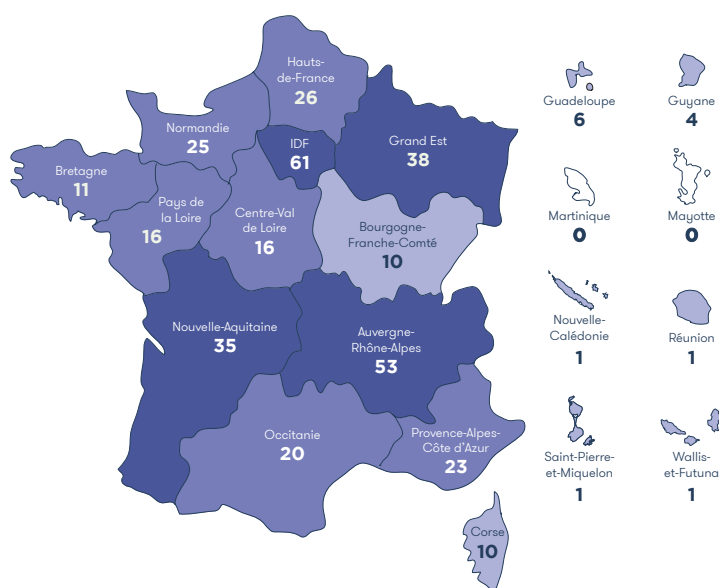 Hauts-
de-France
26
Normandie
25
IDF
61
Grand Est
38
Bretagne
11
Pays de
la Loire
16
Centre-Val
de Loire
16
Bourgogne-
Franche-Comté
10
Nouvelle-Aquitaine
35
Auvergne-
Rhône-Alpes
53
Occitanie
20
Provence-Alpes-
Côte d'Azur
23
Corse
10
Guadeloupe
6
Guyane
4
Martinique
0
Mayotte
0
Nouvelle-
Calédonie
1
Réunion
1
Saint-Pierre-
et-Miquelon
1
Wallis-
et-Futuna
1